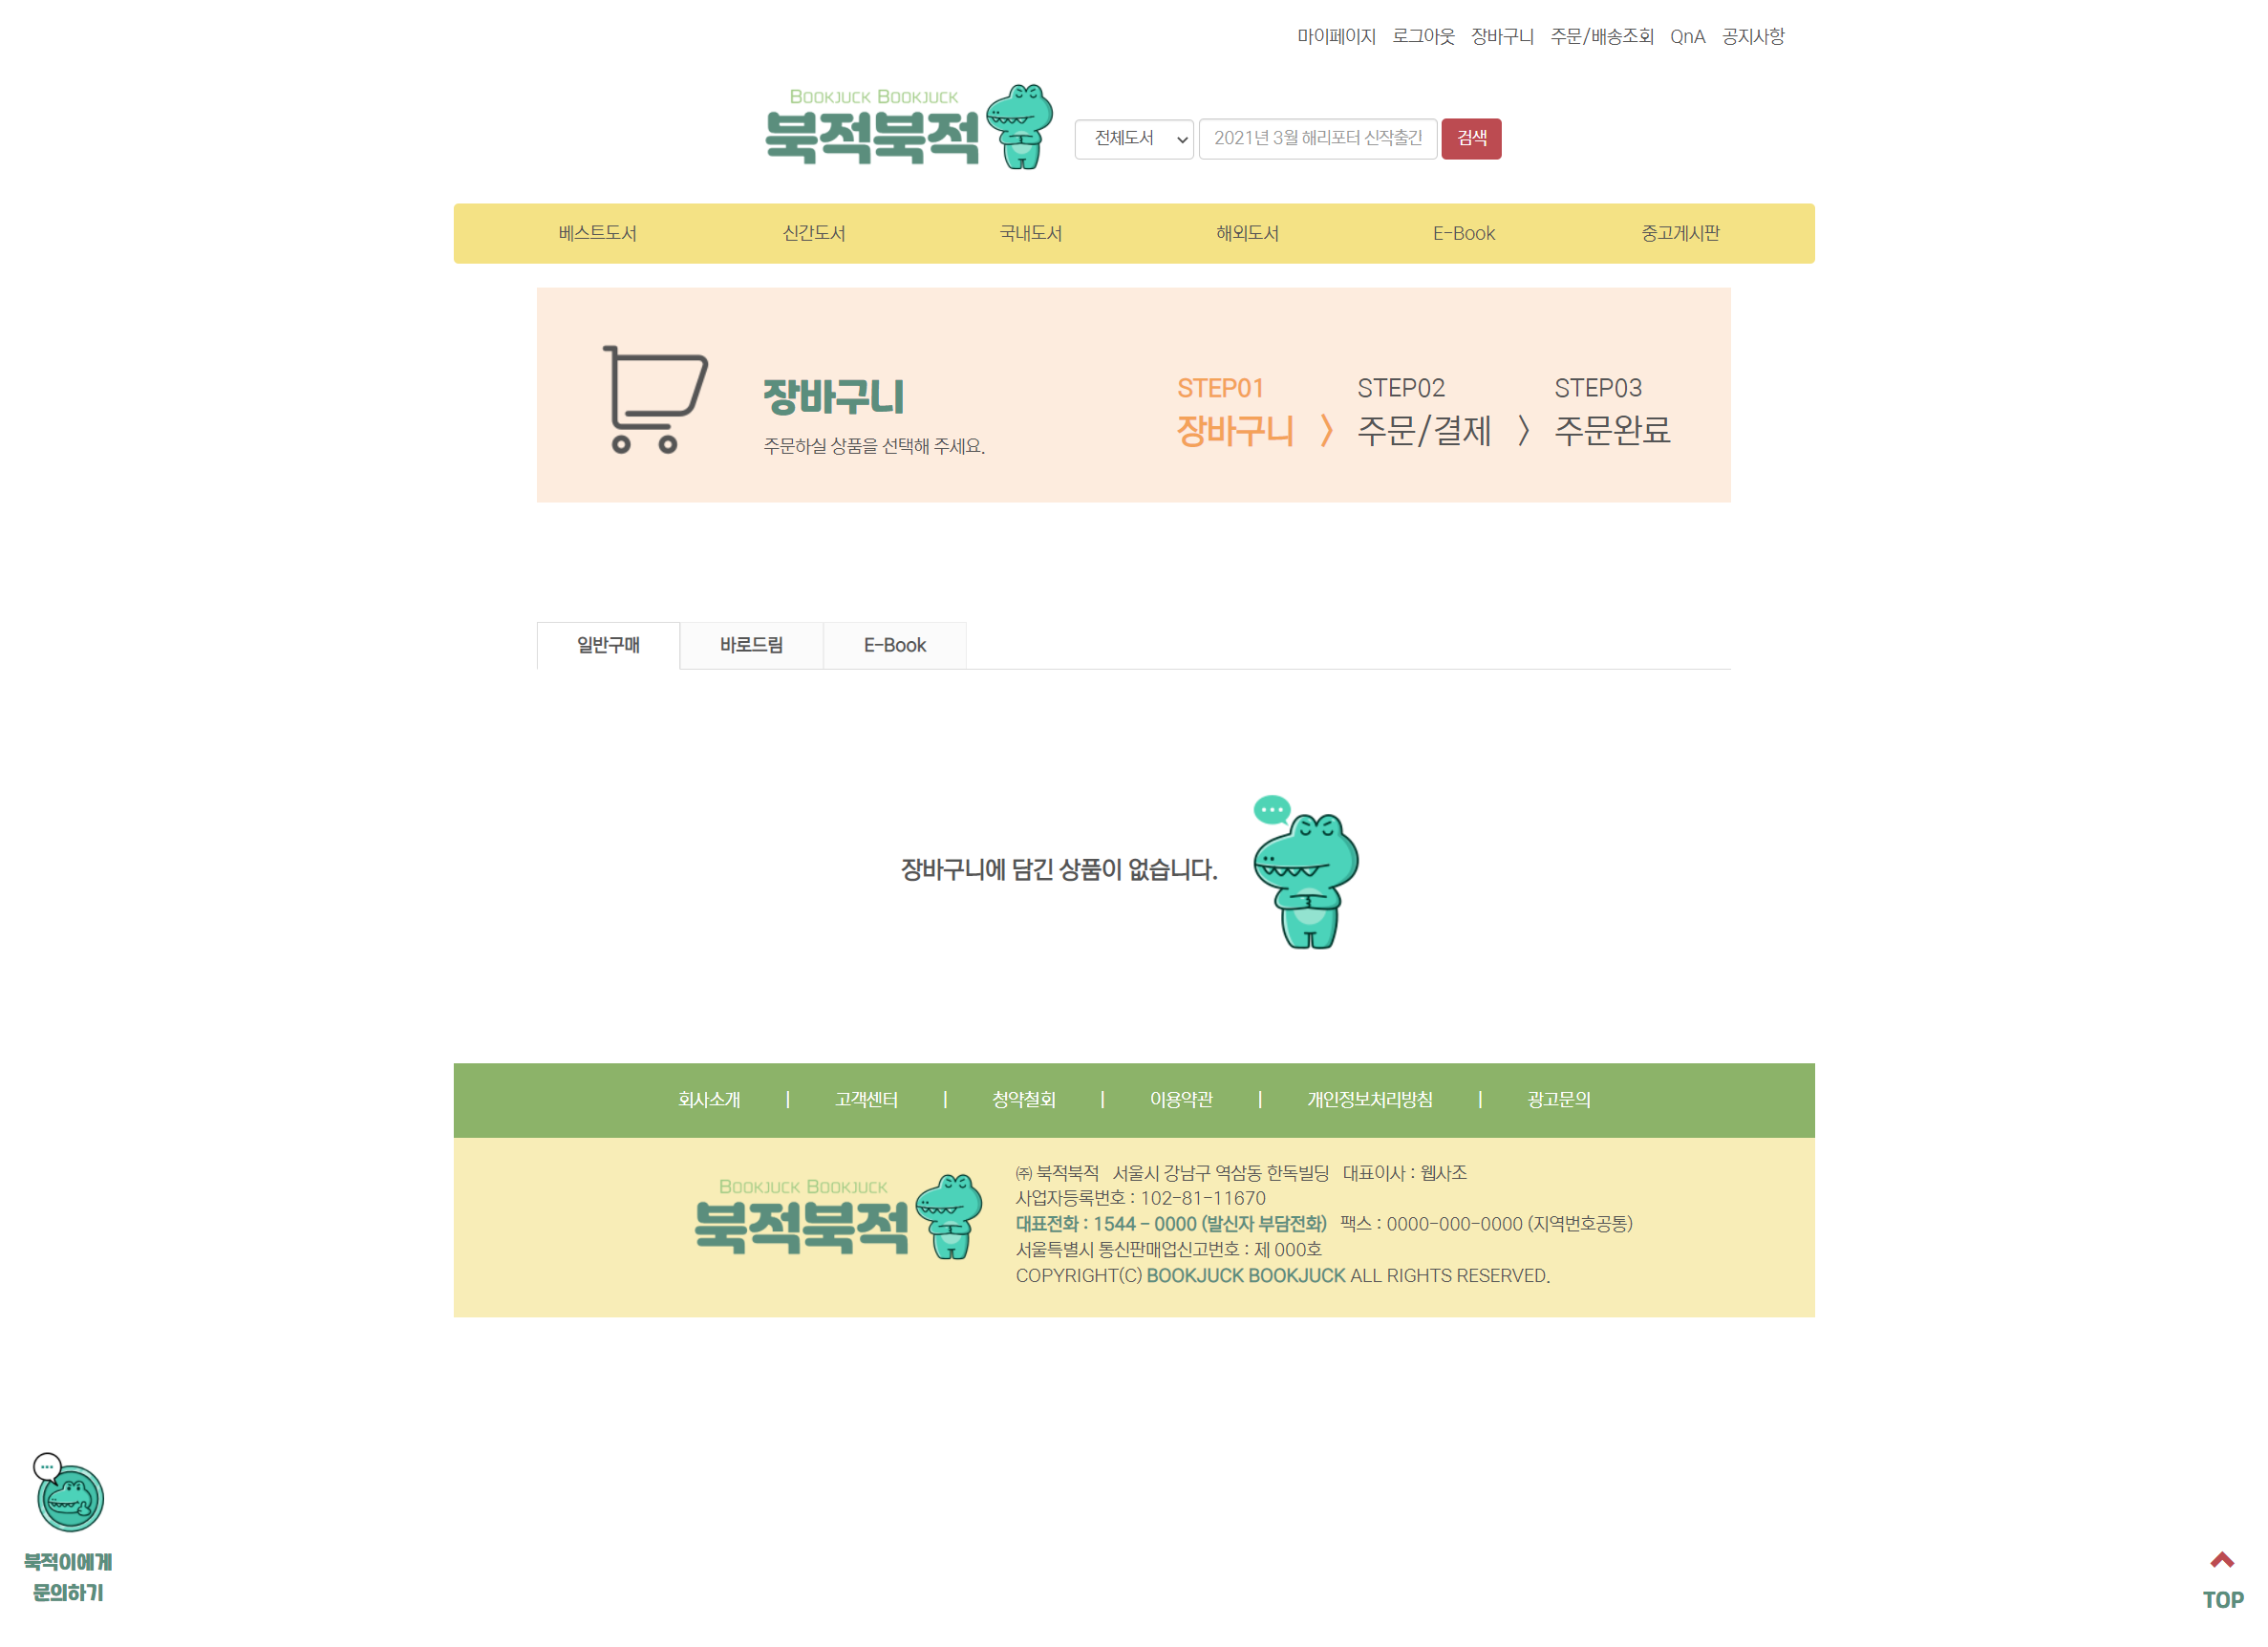 마이페이지 로그아웃 장바구니 주문/배송조회 QnA 공지사항
BOOKJUCK BOOKJUCK
북적북적
전체도서 2021년 3월 해리포터 신작출간 검색
베스트도서 신간도서 국내도서 해외도서 E-Book 중고게시판
장바구니
주문하실 상품을 선택해 주세요.
STEP01 STEP02 STEP03
장바구니 〉 주문/결제 〉 주문완료
일반구매 바로드림 E-Book
장바구니에 담긴 상품이 없습니다.
회사소개 | 고객센터 | 청약철회 | 이용약관 | 개인정보처리방침 | 광고문의
BOOKJUCK BOOKJUCK
북적북적
㈜ 북적북적 서울시 강남구 역삼동 한독빌딩 대표이사 : 웹사조
사업자등록번호 : 102-81-11670
대표전화 : 1544 - 0000 (발신자 부담전화) 팩스 : 0000-000-0000 (지역번호공통)
서울특별시 통신판매업신고번호 : 제 000호
COPYRIGHT(C) BOOKJUCK BOOKJUCK ALL RIGHTS RESERVED.
북적이에게
문의하기
TOP